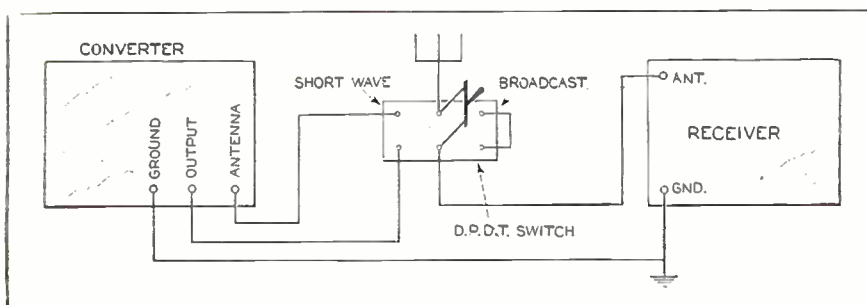 CONVERTER
GROUND
OUTPUT
ANTENNA
SHORT WAVE
BROADCAST.
D.P.D.T. SWITCH
ANT.
RECEIVER
GND.